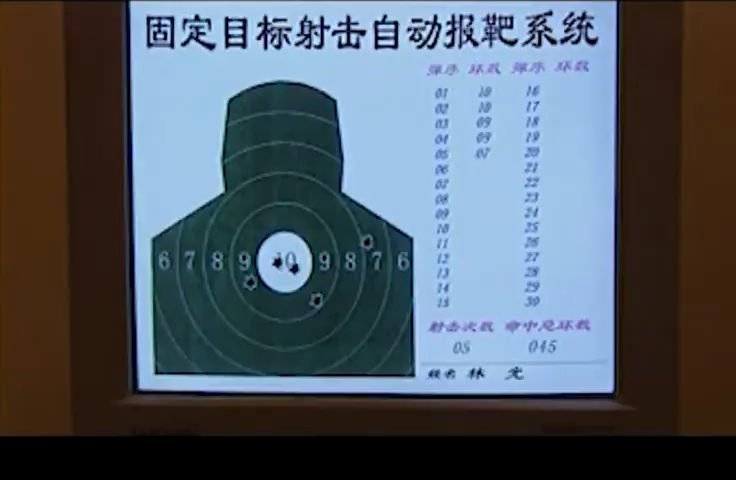 固定目标射击自动报靶系统
弹序 环数 弹序 环数
01 10 16
02 10 17
03 09 18
04 09 19
05 07 20
06 21
07 22
08 23
09 24
10 25
11 26
12 27
13 28
14 29
15 30
6 7 8 9 10 9 8 7 6
射击次数 命中总环数
05 045
姓名 林